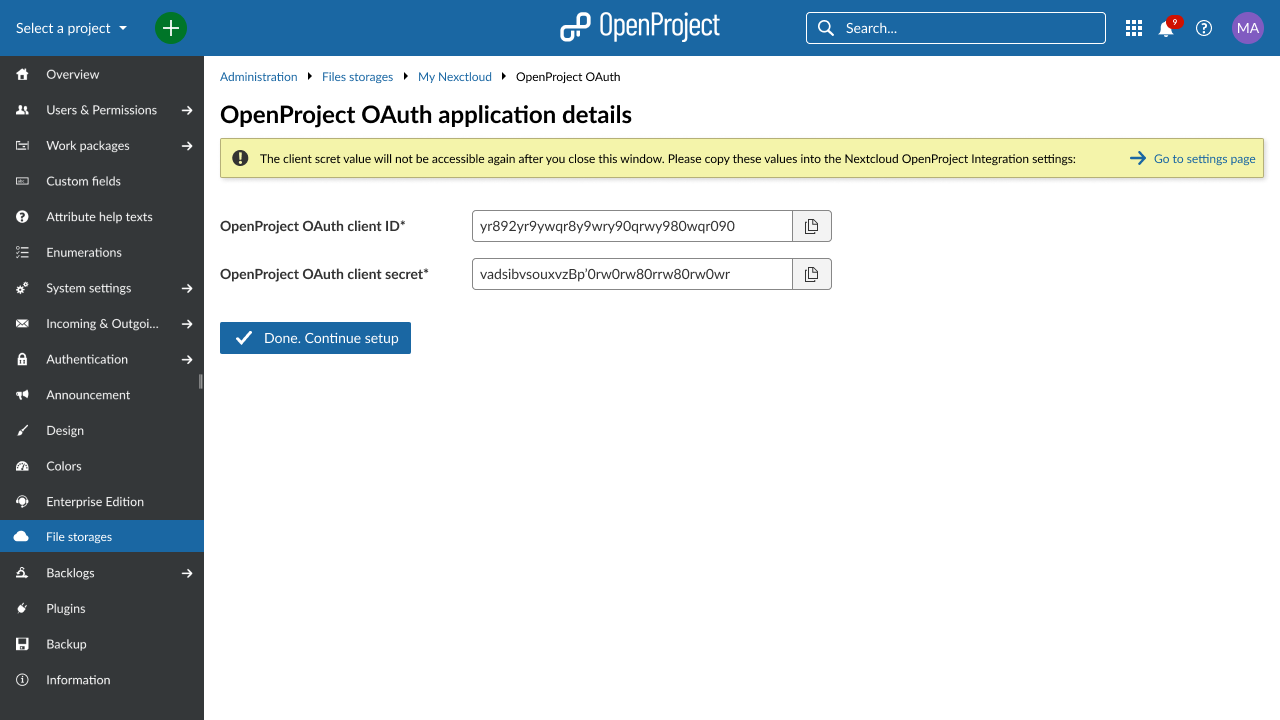 Select a project
OpenProject
Search...
9
MA
Overview
Users & Permissions
Work packages
Custom fields
Attribute help texts
Enumerations
System settings
Incoming & Outgoi...
Authentication
Announcement
Design
Colors
Enterprise Edition
File storages
Backlogs
Plugins
Backup
Information
Administration Files storages My Nexctloud OpenProject OAuth
OpenProject OAuth application details
The client scret value will not be accessible again after you close this window. Please copy these values into the Nextcloud OpenProject Integration settings: Go to settings page
OpenProject OAuth client ID* yr892yr9ywqr8y9wry90qrwy980wqr090
OpenProject OAuth client secret* vadsibvsouxvzBp'0rw0rw80rrw80rw0wr
Done. Continue setup